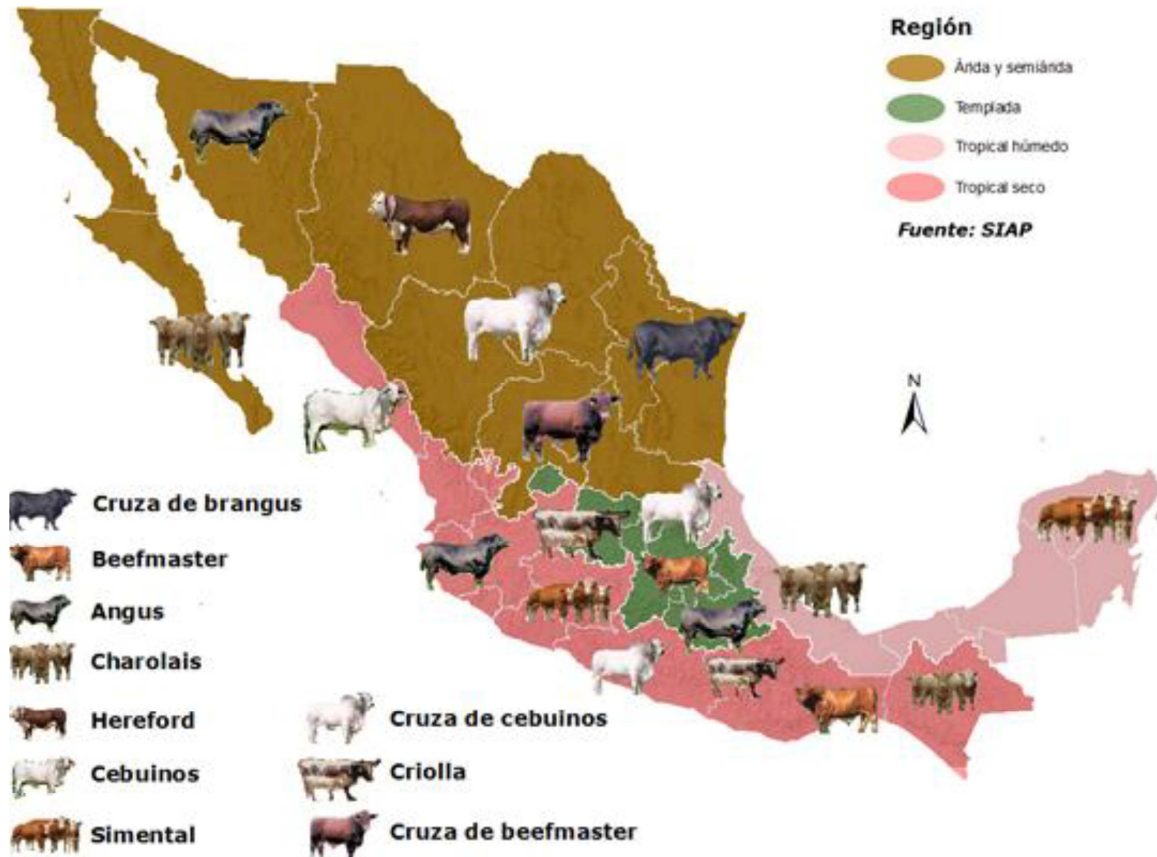 Región
Árida y semiárida
Templada
Tropical húmedo
Tropical seco
Fuente: SIAP
N
Cruza de brangus
Beefmaster
Angus
Charolais
Hereford
Cebuinos
Simental
Cruza de cebuinos
Criolla
Cruza de beefmaster